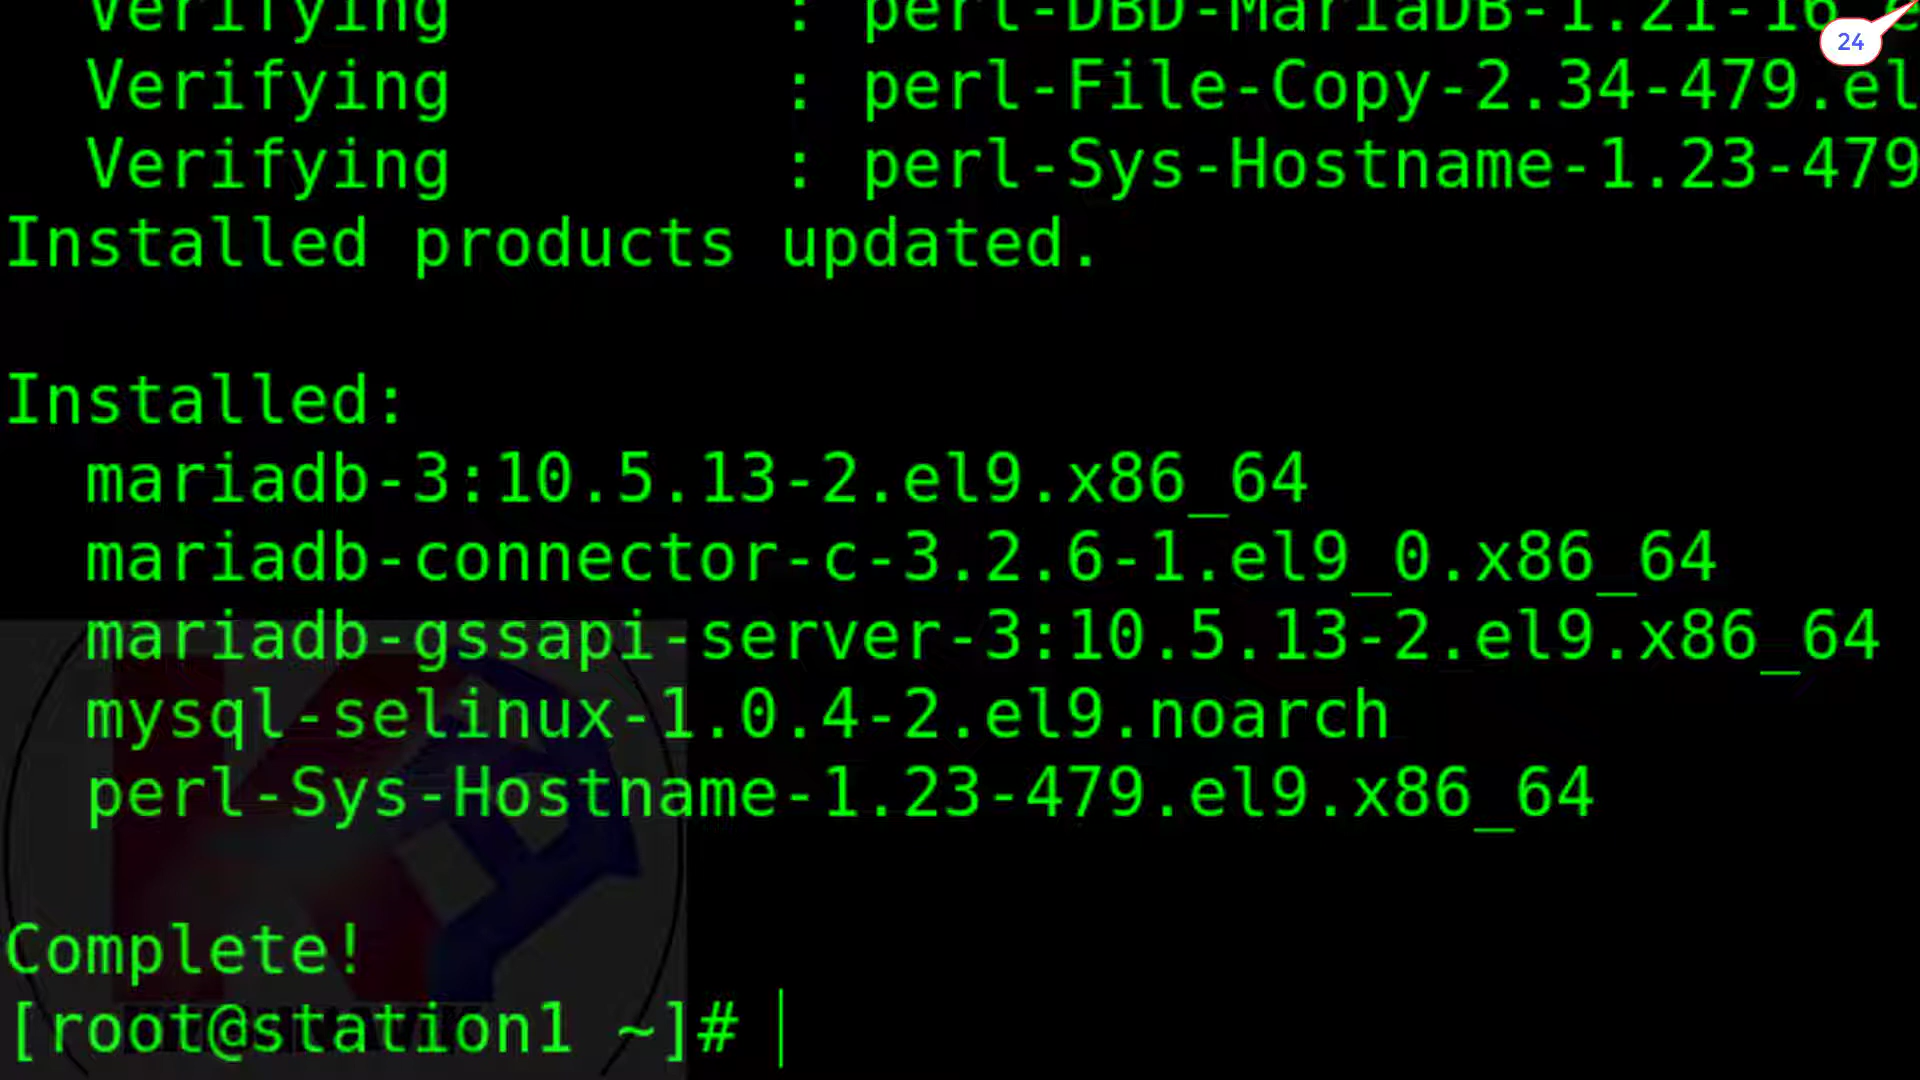 Verifying : perl-DBD-MariaDB-1.21-16.e
24
Verifying : perl-File-Copy-2.34-479.el
Verifying : perl-Sys-Hostname-1.23-479
Installed products updated.
Installed:
mariadb-3:10.5.13-2.el9.x86_64
mariadb-connector-c-3.2.6-1.el9_0.x86_64
mariadb-gssapi-server-3:10.5.13-2.el9.x86_64
mysql-selinux-1.0.4-2.el9.noarch
perl-Sys-Hostname-1.23-479.el9.x86_64
Complete!
[root@station1 ~]#